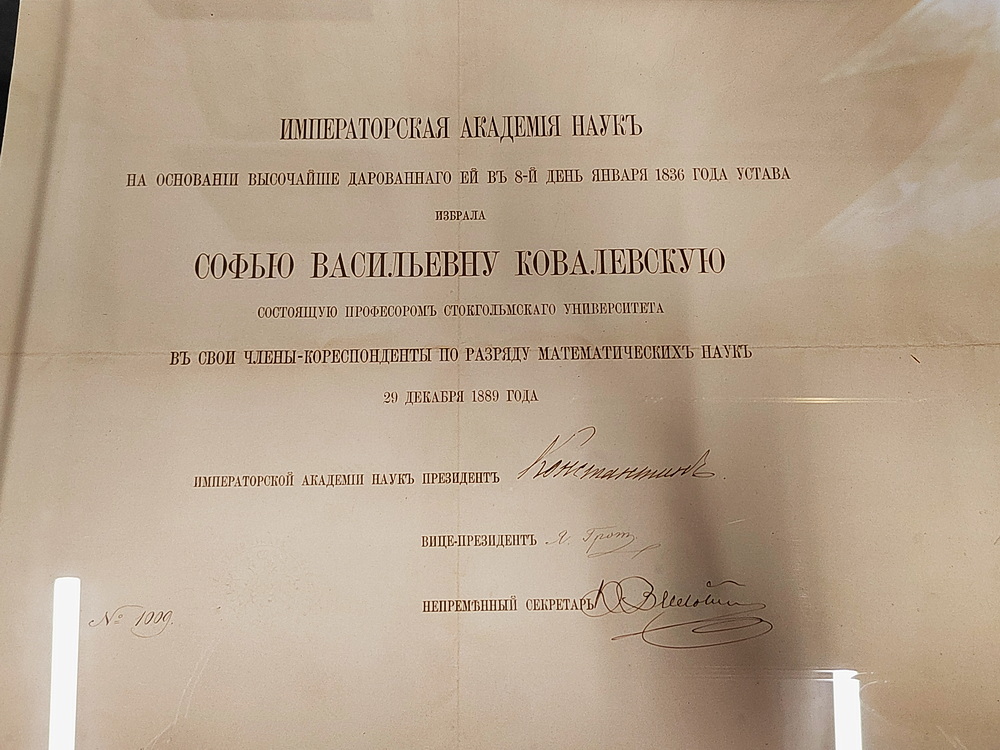 ИМПЕРАТОРСКАЯ АКАДЕМІЯ НАУКЪ
НА ОСНОВАНІИ ВЫСОЧАЙШЕ ДАРОВАННАГО ЕЙ ВЪ 8-Й ДЕНЬ ЯНВАРЯ 1836 ГОДА УСТАВА
ИЗБРАЛА
СОФЬЮ ВАСИЛЬЕВНУ КОВАЛЕВСКУЮ
СОСТОЯЩУЮ ПРОФЕСОРОМЪ СТОКГОЛЬМСКАГО УНИВЕРСИТЕТА
ВЪ СВОИ ЧЛЕНЫ-КОРЕСПОНДЕНТЫ ПО РАЗРЯДУ МАТЕМАТИЧЕСКИХЪ НАУКЪ
29 ДЕКАБРЯ 1889 ГОДА
ИМПЕРАТОРСКОЙ АКАДЕМІИ НАУКЪ ПРЕЗИДЕНТЪ Константинъ.
ВИЦЕ-ПРЕЗИДЕНТЪ Я. Гротъ
НЕПРЕМѢННЫЙ СЕКРЕТАРЬ
№ 1009.